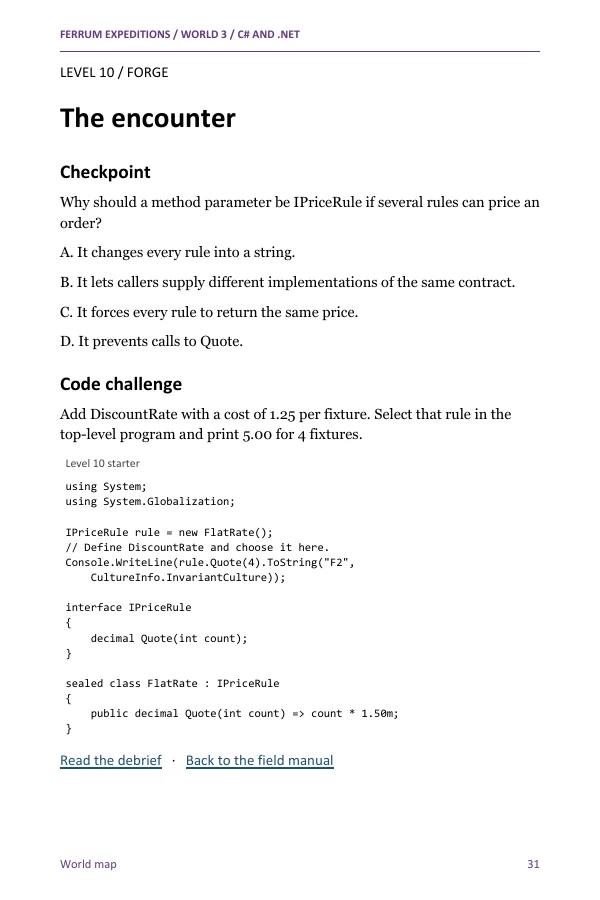 FERRUM EXPEDITIONS / WORLD 3 / C# AND .NET
LEVEL 10 / FORGE
The encounter
Checkpoint
Why should a method parameter be IPriceRule if several rules can price an
order?
A. It changes every rule into a string.
B. It lets callers supply different implementations of the same contract.
C. It forces every rule to return the same price.
D. It prevents calls to Quote.
Code challenge
Add DiscountRate with a cost of 1.25 per fixture. Select that rule in the
top-level program and print 5.00 for 4 fixtures.
Level 10 starter
using System;
using System.Globalization;
IPriceRule rule = new FlatRate();
// Define DiscountRate and choose it here.
Console.WriteLine(rule.Quote(4).ToString("F2",
    CultureInfo.InvariantCulture));
interface IPriceRule
{
    decimal Quote(int count);
}
sealed class FlatRate : IPriceRule
{
    public decimal Quote(int count) => count * 1.50m;
}
Read the debrief · Back to the field manual
World map 31